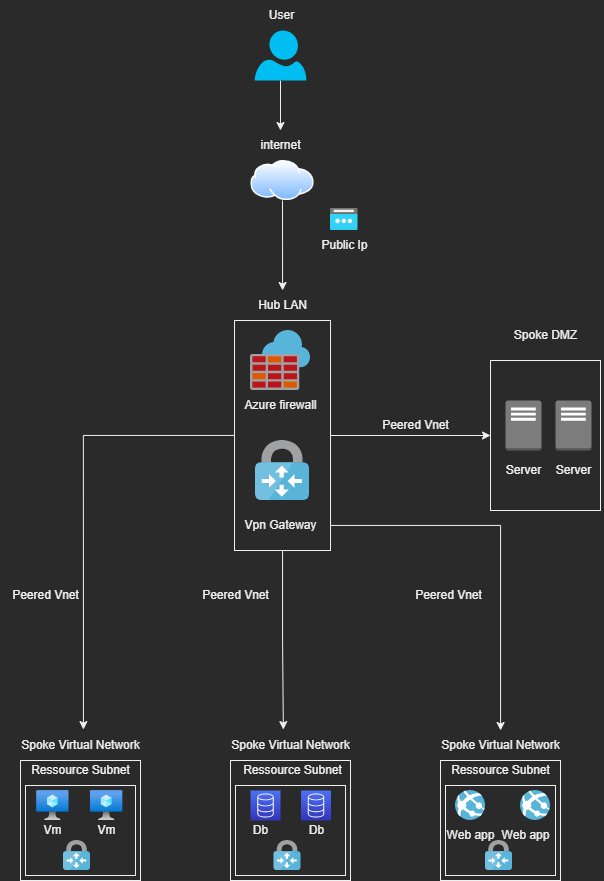 User
internet
Public Ip
Hub LAN
Spoke DMZ
Azure firewall
Peered Vnet
Server Server
Vpn Gateway
Peered Vnet Peered Vnet Peered Vnet
Spoke Virtual Network Spoke Virtual Network Spoke Virtual Network
Ressource Subnet Ressource Subnet Ressource Subnet
Vm Vm Db Db Web app Web app